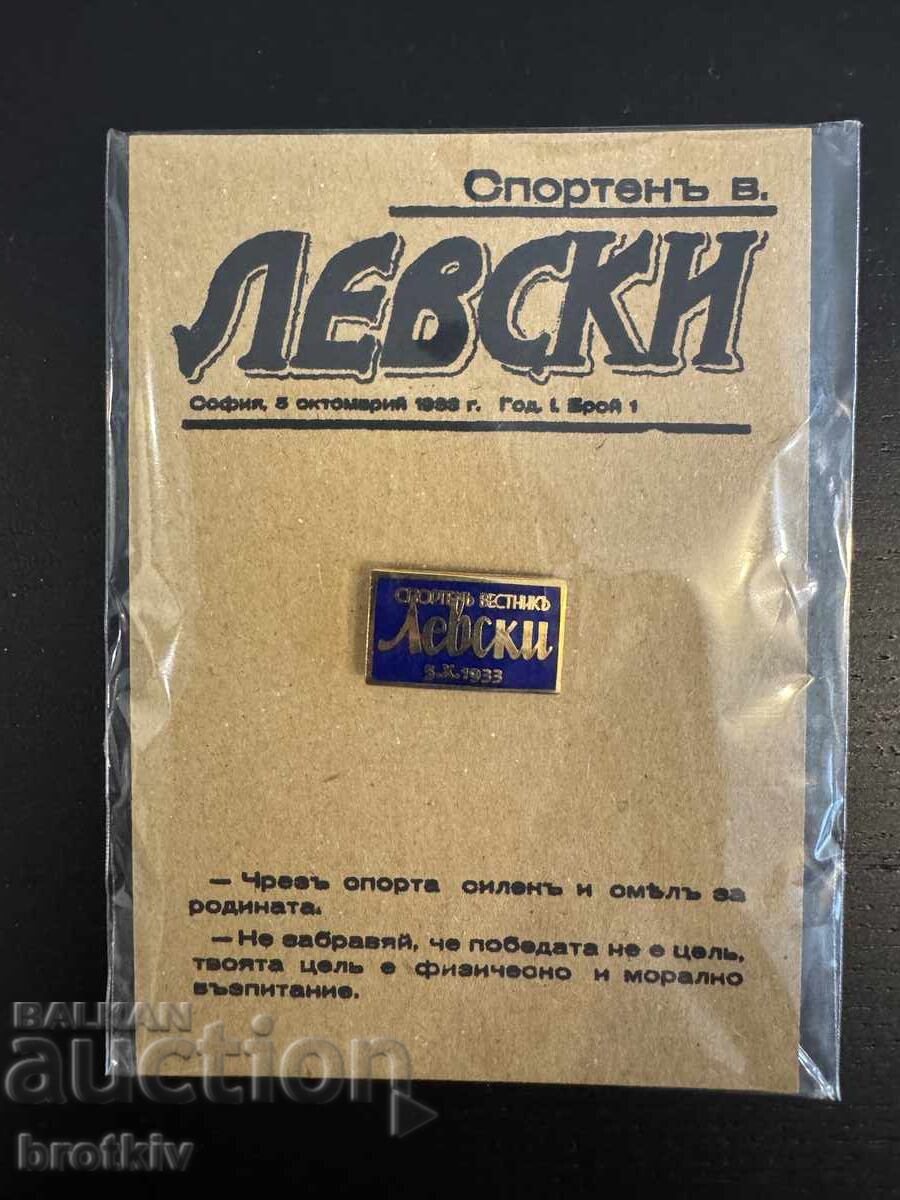 Спортенъ в.
ЛЕВСКИ
София, 5 октомврий 1933 г. Год. I. Брой 1
СПОРТЕНЪ ВЕСТНИКЪ
Левски
5.X.1933
— Чрезъ спорта силенъ и смѣлъ за
родината.
— Не забравяй, че победата не е цель,
твоята цель е физическо и морално
възпитание.
BALKAN
auction
brotkiv